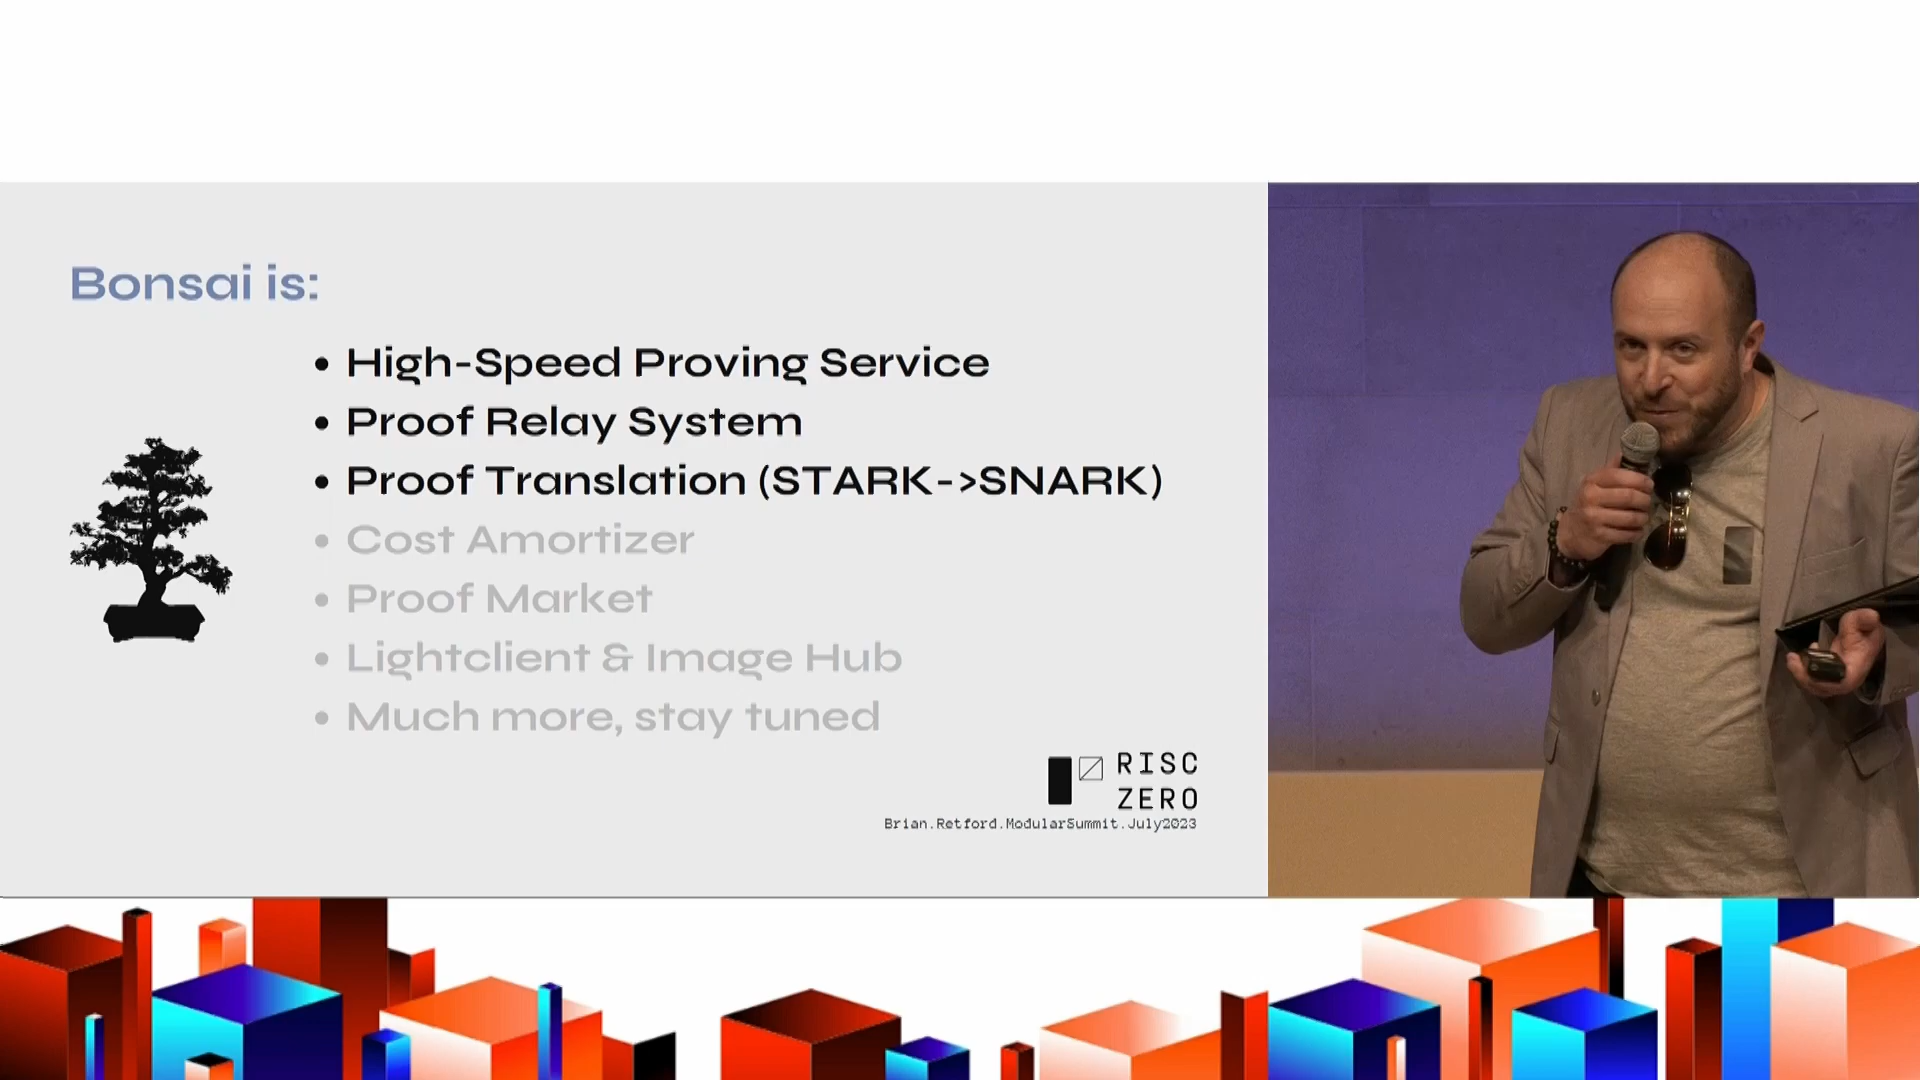 Bonsai is:
• High-Speed Proving Service
• Proof Relay System
• Proof Translation (STARK->SNARK)
• Cost Amortizer
• Proof Market
• Lightclient & Image Hub
• Much more, stay tuned
RISC
ZERO
Brian.Retford.ModularSummit.July2023